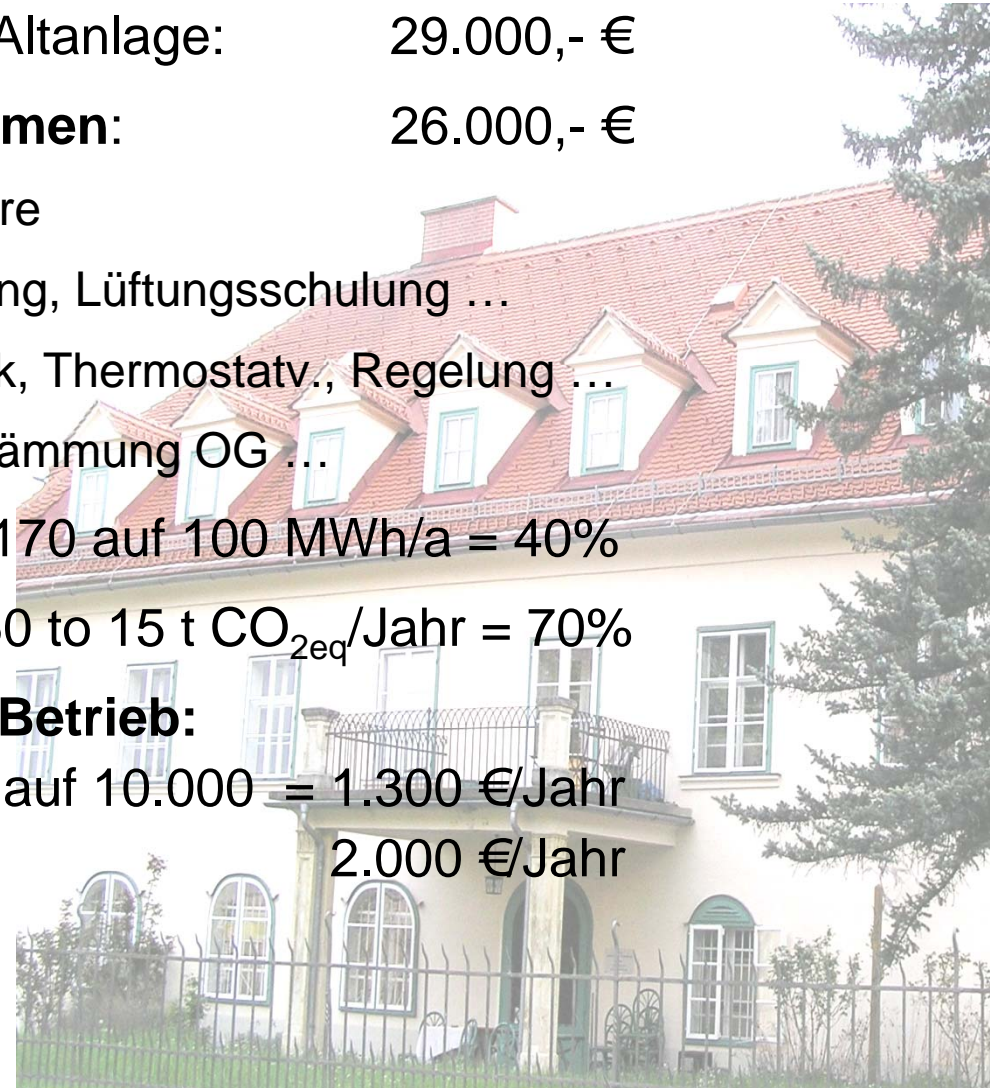 Altanlage: 29.000,- €
men: 26.000,- €
re
ng, Lüftungsschulung …
k, Thermostatv., Regelung …
ämmung OG …
170 auf 100 MWh/a = 40%
0 to 15 t CO2eq/Jahr = 70%
Betrieb:
auf 10.000 = 1.300 €/Jahr
2.000 €/Jahr